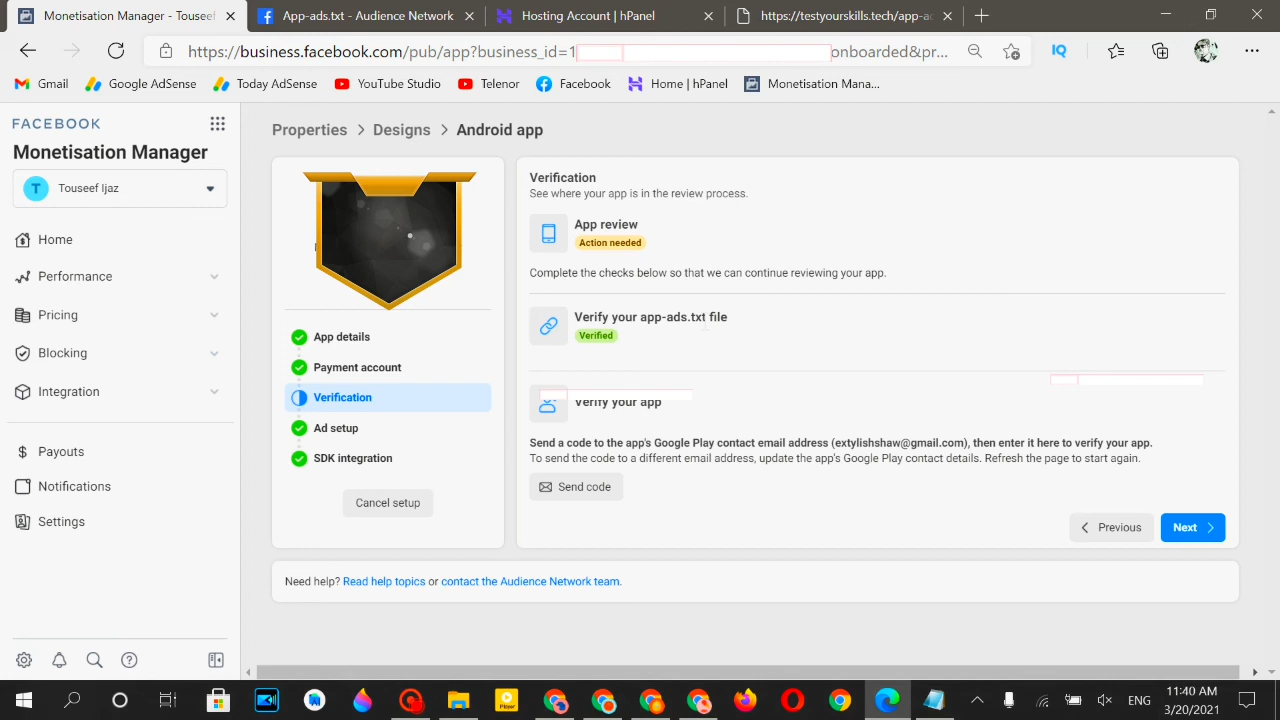 Monetisation Manager - Touseef
App-ads.txt - Audience Network
Hosting Account | hPanel
https://testyourskills.tech/app-ad
https://business.facebook.com/pub/app?business_id=1
onboarded&pr...
IQ
Gmail
Google AdSense
Today AdSens
YouTube Studio
Telenor
Facebook
Home | hPanel
Monetisation Mana...
FACEBOOK
Monetisation Manager
T
Touseef Ijaz
Home
Performance
Pricing
Blocking
Integration
Payouts
Notifications
Settings
Properties > Designs > Android app
App details
Payment account
Verification
Ad setup
SDK integration
Cancel setup
Verification
See where your app is in the review process.
App review
Action needed
Complete the checks below so that we can continue reviewing your app.
Verify your app-ads.txt file
Verified
Verify your app
Send a code to the app's Google Play contact email address (extylishshaw@gmail.com), then enter it here to verify your app.
To send the code to a different email address, update the app's Google Play contact details. Refresh the page to start again.
Send code
Previous
Next
Need help? Read help topics or contact the Audience Network team.
ENG
11:40 AM
3/20/2021